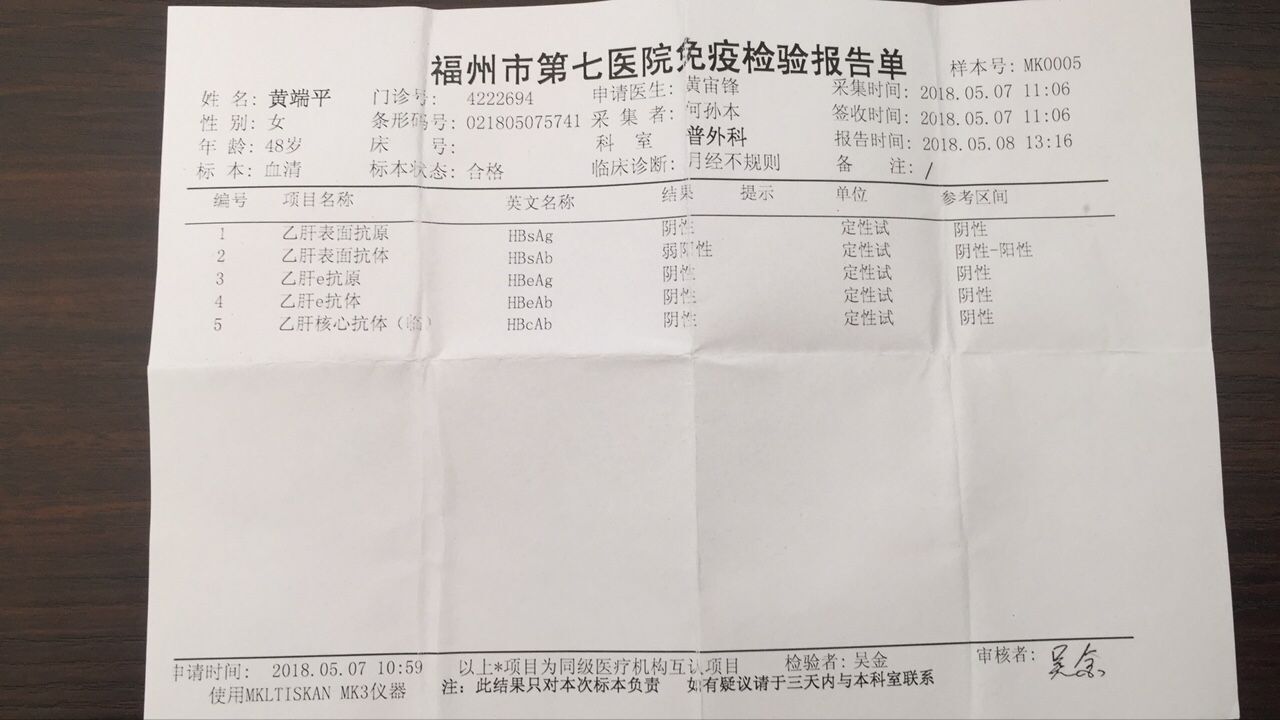 福州市第七医院免疫检验报告单
样本号: MK0005
姓 名: 黄端平 门诊号: 4222694 申请医生: 黄宙锋 采集时间: 2018.05.07 11:06
性 别: 女 条形码号: 021805075741 采 集 者: 何孙本 签收时间: 2018.05.07 11:06
年 龄: 48岁 床 号: 科 室: 普外科 报告时间: 2018.05.08 13:16
标 本: 血清 标本状态: 合格 临床诊断: 月经不规则 备 注: /
编号 项目名称 英文名称 结果 提示 单位 参考区间
1 乙肝表面抗原 HBsAg 阴性 定性试 阴性
2 乙肝表面抗体 HBsAb 弱阳性 定性试 阴性-阳性
3 乙肝e抗原 HBeAg 阴性 定性试 阴性
4 乙肝e抗体 HBeAb 阴性 定性试 阴性
5 乙肝核心抗体（临） HBcAb 阴性 定性试 阴性
申请时间: 2018.05.07 10:59 以上*项目为同级医疗机构互认项目 检验者: 吴金 审核者: 吴金
使用MKLTISKAN MK3仪器 注: 此结果只对本次标本负责 如有疑议请于三天内与本科室联系